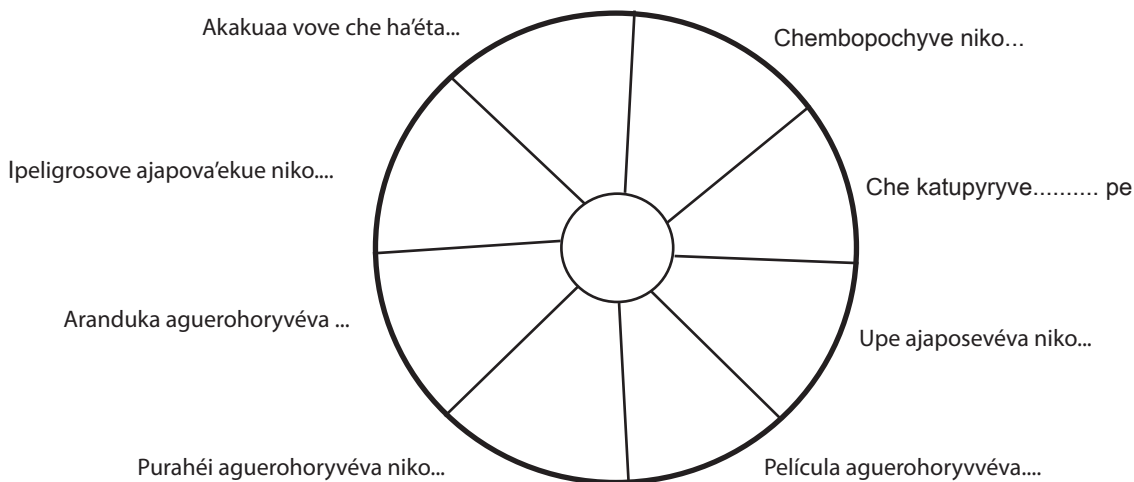 Akakuaa vove che ha'éta...
Chembopochyve niko...
Ipeligrosove ajapova'ekue niko....
Che katupyryve.......... pe
Aranduka aguerohoryvéva ...
Upe ajaposevéva niko...
Purahéi aguerohoryvéva niko...
Película aguerohoryvvéva....